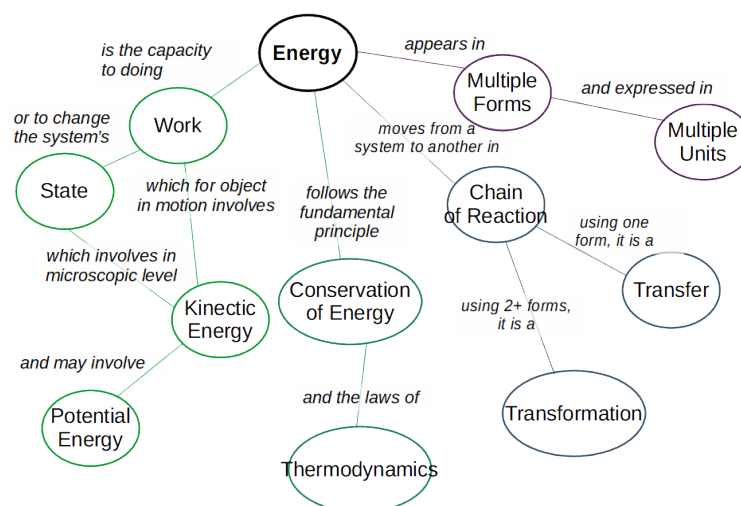 Energy
is the capacity
to doing
appears in
Multiple
Forms
and expressed in
Multiple
Units
or to change
the system's
Work
moves from a
system to another in
State
which for object
in motion involves
follows the
fundamental
principle
Chain
of Reaction
using one
form, it is a
which involves in
microscopic level
Kinectic
Energy
Conservation
of Energy
Transfer
using 2+ forms,
it is a
and may involve
and the laws of
Potential
Energy
Transformation
Thermodynamics